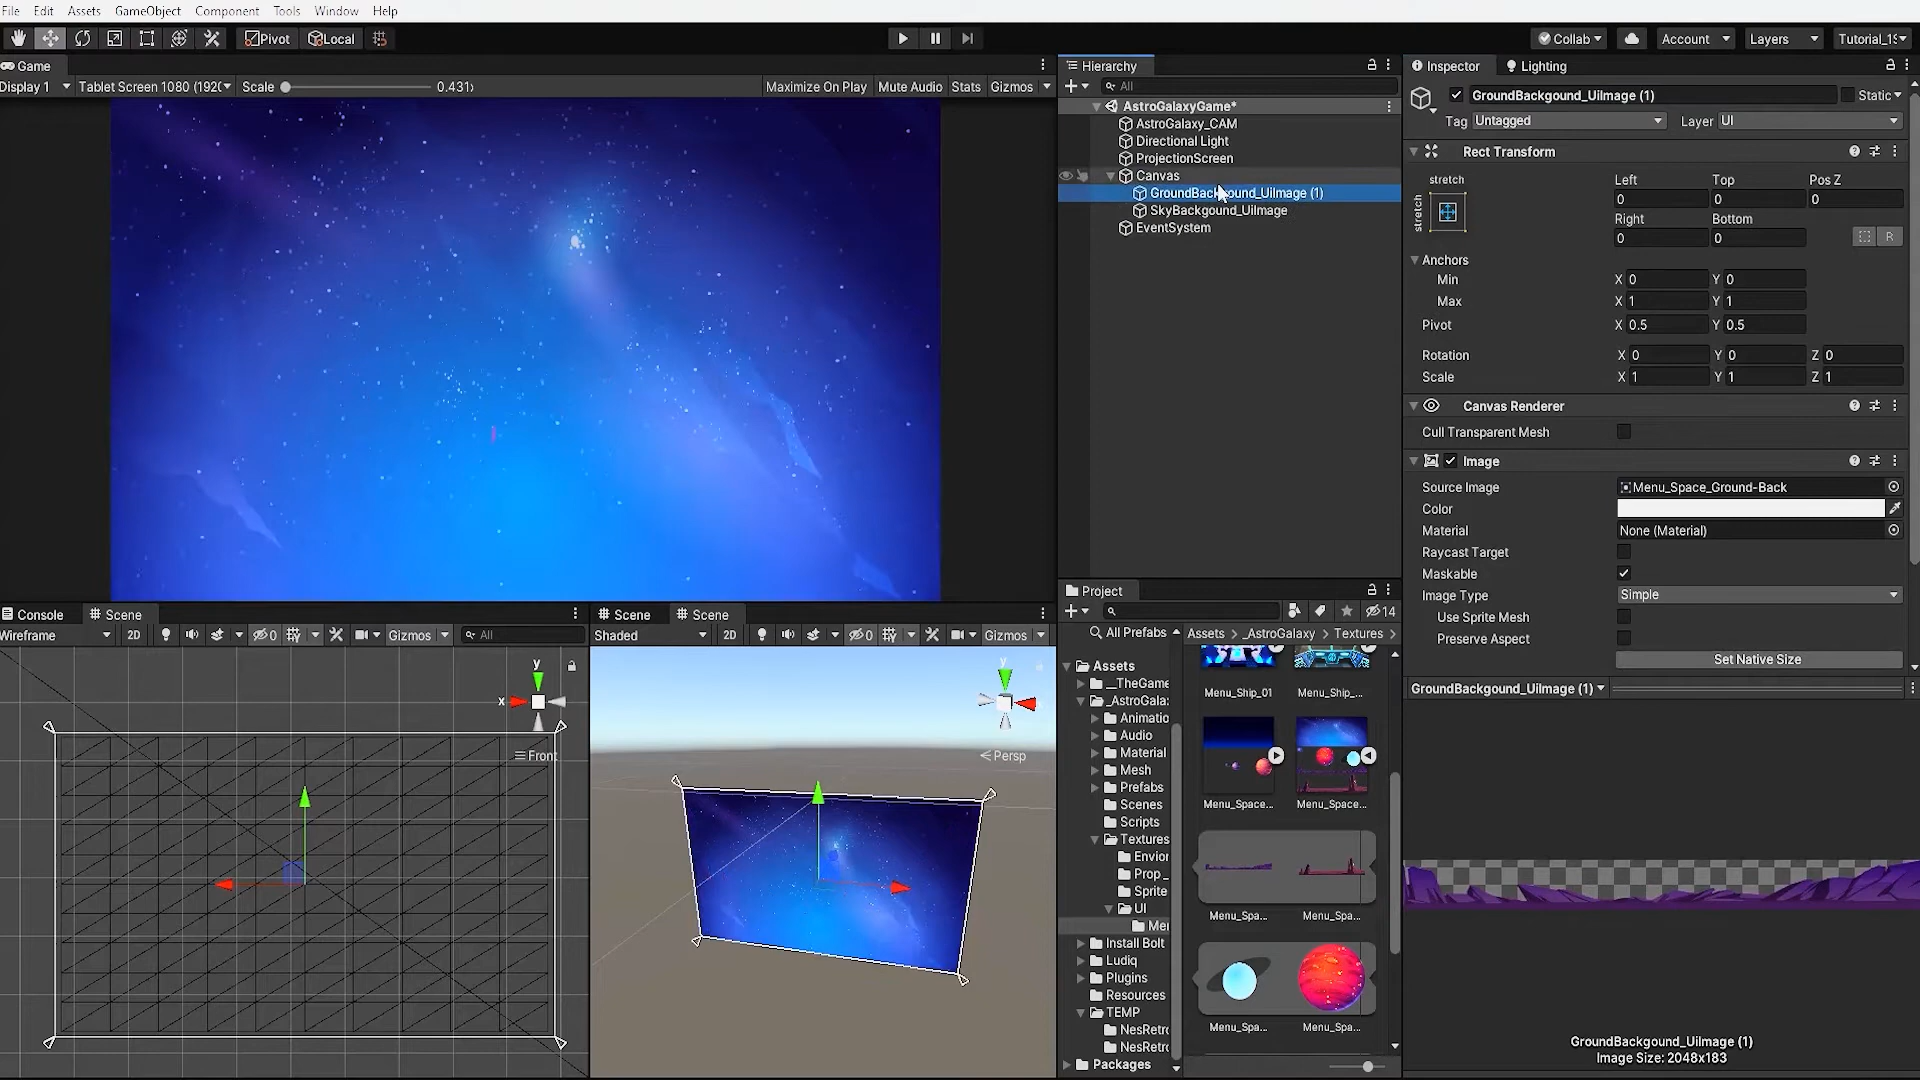 File Edit Assets GameObject Component Tools Window Help
Pivot Local Collab Account Layers Tutorial_1
Game
Display 1 Tablet Screen 1080 (192 Scale 0.431 Maximize On Play Mute Audio Stats Gizmos
Hierarchy
All
AstroGalaxyGame*
AstroGalaxy_CAM
Directional Light
ProjectionScreen
Canvas
GroundBackgound_UiImage (1)
SkyBackgound_UiImage
EventSystem
Inspector Lighting
GroundBackgound_UiImage (1) Static
Tag Untagged Layer UI
Rect Transform
stretch Left Top Pos Z
stretch 0 0 0
Right Bottom
0 0 R
Anchors
Min X 0 Y 0
Max X 1 Y 1
Pivot X 0.5 Y 0.5
Rotation X 0 Y 0 Z 0
Scale X 1 Y 1 Z 1
Canvas Renderer
Cull Transparent Mesh
Image
Source Image Menu_Space_Ground-Back
Color
Material None (Material)
Raycast Target
Maskable
Image Type Simple
Use Sprite Mesh
Preserve Aspect
Set Native Size
GroundBackgound_UiImage (1)
GroundBackgound_UiImage (1)
Image Size: 2048x183
Console Scene
Wireframe 2D 0 Gizmos All
y
x
Front
Scene Scene
Shaded 2D 0 Gizmos
y
Persp
Project
14
All Prefabs
Assets > _AstroGalaxy > Textures >
Assets
__TheGame
_AstroGala
Animatio
Audio
Material
Mesh
Prefabs
Scenes
Scripts
Textures
Envior
Prop_
Sprite
UI
Me
Install Bolt
Ludiq
Plugins
Resources
TEMP
NesRetro
NesRetro
Packages
Menu_Ship_01 Menu_Ship_...
Menu_Space... Menu_Space...
Menu_Spa... Menu_Spa...
Menu_Spa... Menu_Spa...